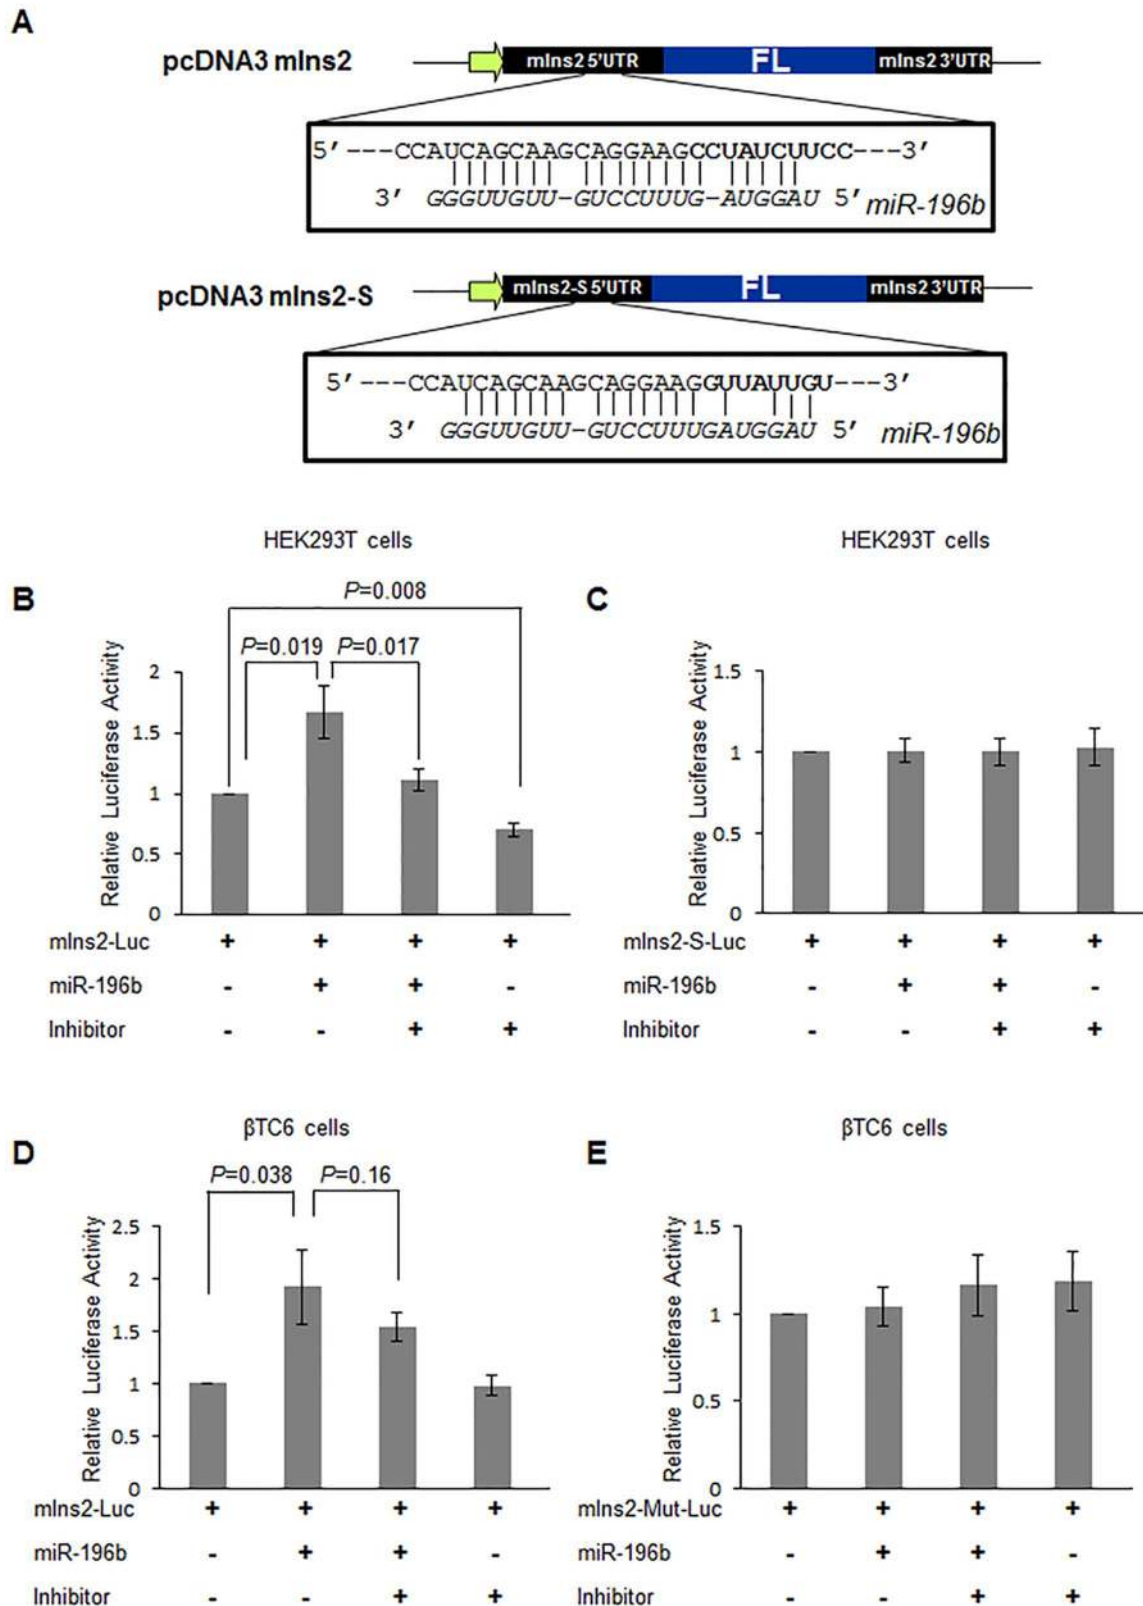 A
pcDNA3 mIns2
mIns2 5'UTR FL mIns2 3'UTR
5' ---CCAUCAGCAAGCAGGAAGCCUAUCUUCC---3'
3' GGGUUGUU-GUCCUUUG-AUGGAU 5' miR-196b
pcDNA3 mIns2-S
mIns2-S 5'UTR FL mIns2 3'UTR
5' ---CCAUCAGCAAGCAGGAAGGUUAUUGU---3'
3' GGGUUGUU-GUCCUUUGAUGGAU 5' miR-196b
HEK293T cells
B
P=0.008
P=0.019 P=0.017
Relative Luciferase Activity
2
1.5
1
0.5
0
mIns2-Luc + + + +
miR-196b - + + -
Inhibitor - - + +
HEK293T cells
C
Relative Luciferase Activity
1.5
1
0.5
0
mIns2-S-Luc + + + +
miR-196b - + + -
Inhibitor - - + +
βTC6 cells
D
P=0.038 P=0.16
Relative Luciferase Activity
2.5
2
1.5
1
0.5
0
mIns2-Luc + + + +
miR-196b - + + -
Inhibitor - - + +
βTC6 cells
E
Relative Luciferase Activity
1.5
1
0.5
0
mIns2-Mut-Luc + + + +
miR-196b - + + -
Inhibitor - - + +